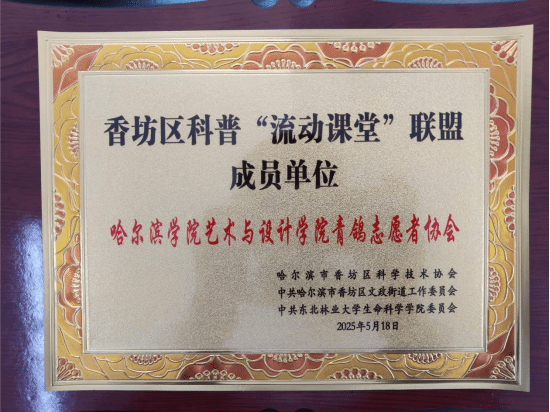 香坊区科普“流动课堂”联盟
成员单位
哈尔滨学院艺术与设计学院青鸽志愿者协会
哈尔滨市香坊区科学技术协会
中共哈尔滨市香坊区文政街道工作委员会
中共东北林业大学生命科学学院委员会
2025年5月18日